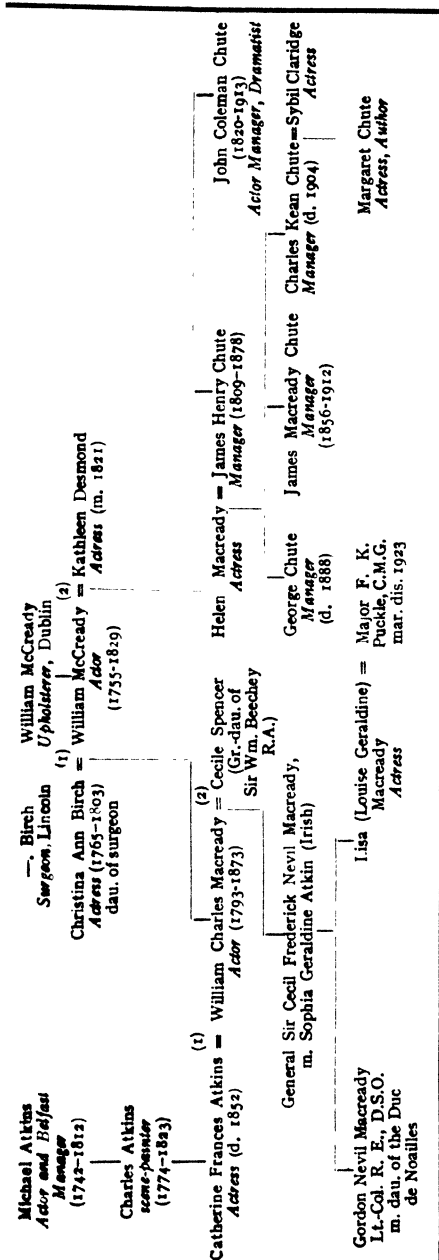 Michael Atkins
Actor and Belfast
Manager
(1742-1812)
Charles Atkins
scene-painter
(1774-1823)
—. Birch
Surgeon, Lincoln
William McCready
Upholsterer, Dublin
(1)
(2)
Christina Ann Birch = William McCready = Kathleen Desmond
Actress (1765-1803)
dau. of surgeon
Actor
(1755-1829)
Actress (m. 1821)
(1)
(2)
Catherine Frances Atkins = William Charles Macready = Cecile Spencer
Actress (d. 1852)
Actor (1793-1873)
(Gr.-dau. of
Sir Wm. Beechey
R.A.)
Helen Macready = James Henry Chute
Actress
Manager (1809-1878)
John Coleman Chute
(1820-1913)
Actor Manager, Dramatist
General Sir Cecil Frederick Nevil Macready,
m. Sophia Geraldine Atkin (Irish)
George Chute
Manager
(d. 1888)
James Macready Chute
Manager
(1856-1912)
Charles Kean Chute=Sybil Claridge
Manager (d. 1904)
Actress
Gordon Nevil Macready
Lt.-Col. R. E., D.S.O.
m. dau. of the Duc
de Noailles
Lisa (Louise Geraldine) =
Macready
Actress
Major F. K.
Puckle, C.M.G.
mar. dis. 1923
Margaret Chute
Actress, Author